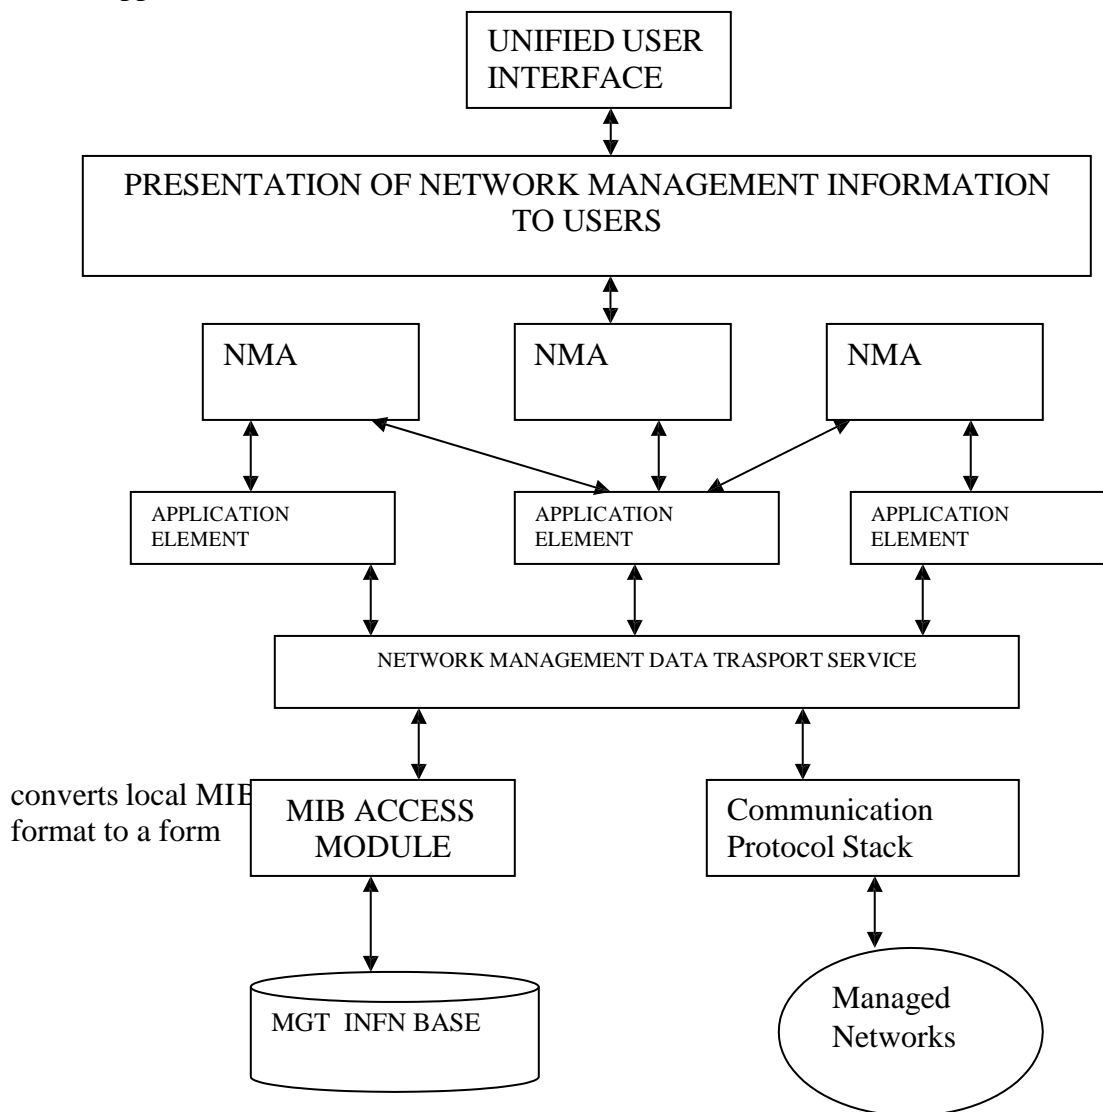 UNIFIED USER
INTERFACE
PRESENTATION OF NETWORK MANAGEMENT INFORMATION
TO USERS
NMA
NMA
NMA
APPLICATION
ELEMENT
APPLICATION
ELEMENT
APPLICATION
ELEMENT
NETWORK MANAGEMENT DATA TRASPORT SERVICE
converts local MIB
format to a form
MIB ACCESS
MODULE
Communication
Protocol Stack
MGT INFN BASE
Managed
Networks